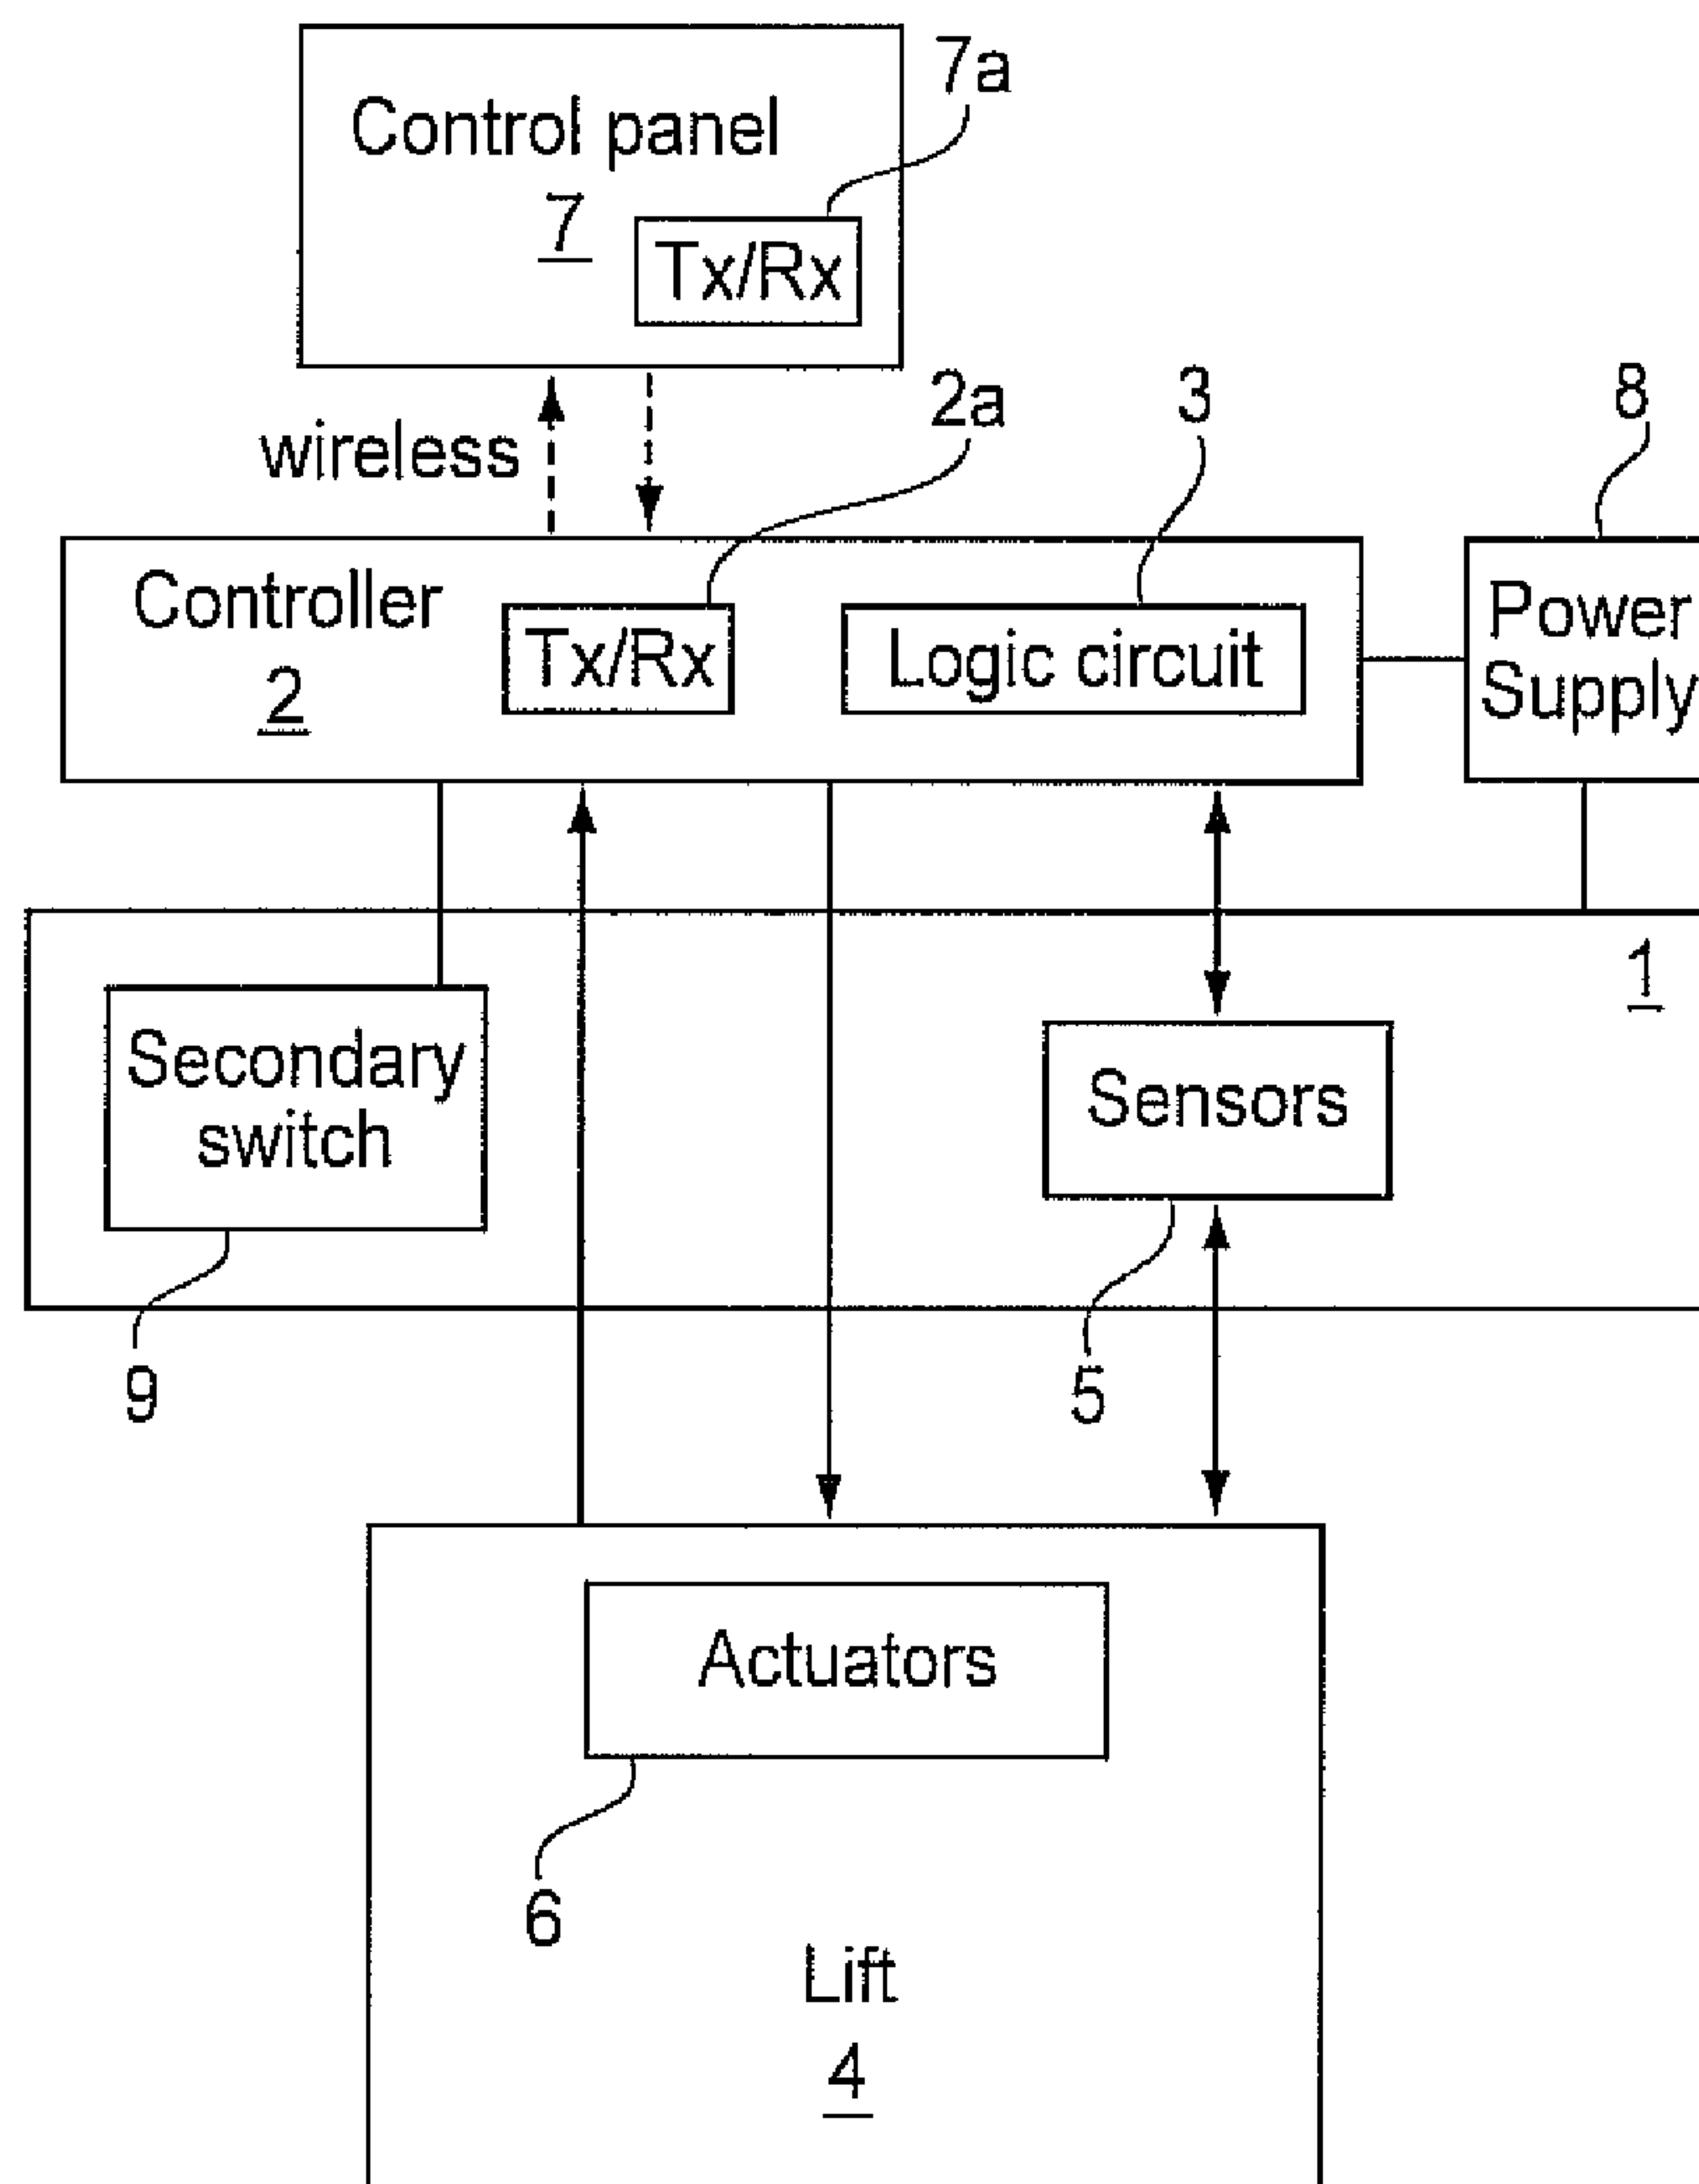 7a
Control panel
7
Tx/Rx
wireless
2a
3
8
Controller
2
Tx/Rx
Logic circuit
Power
Supply
1
Secondary
switch
Sensors
9
5
Actuators
6
Lift
4